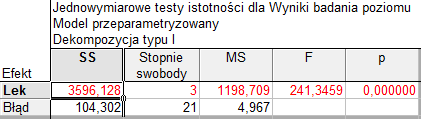 Jednowymiarowe testy istotności dla Wyniki badania poziomu
Model przeparametryzowany
Dekompozycja typu I
Efekt SS Stopnie swobody MS F p
Lek 3596,128 3 1198,709 241,3459 0,000000
Błąd 104,302 21 4,967